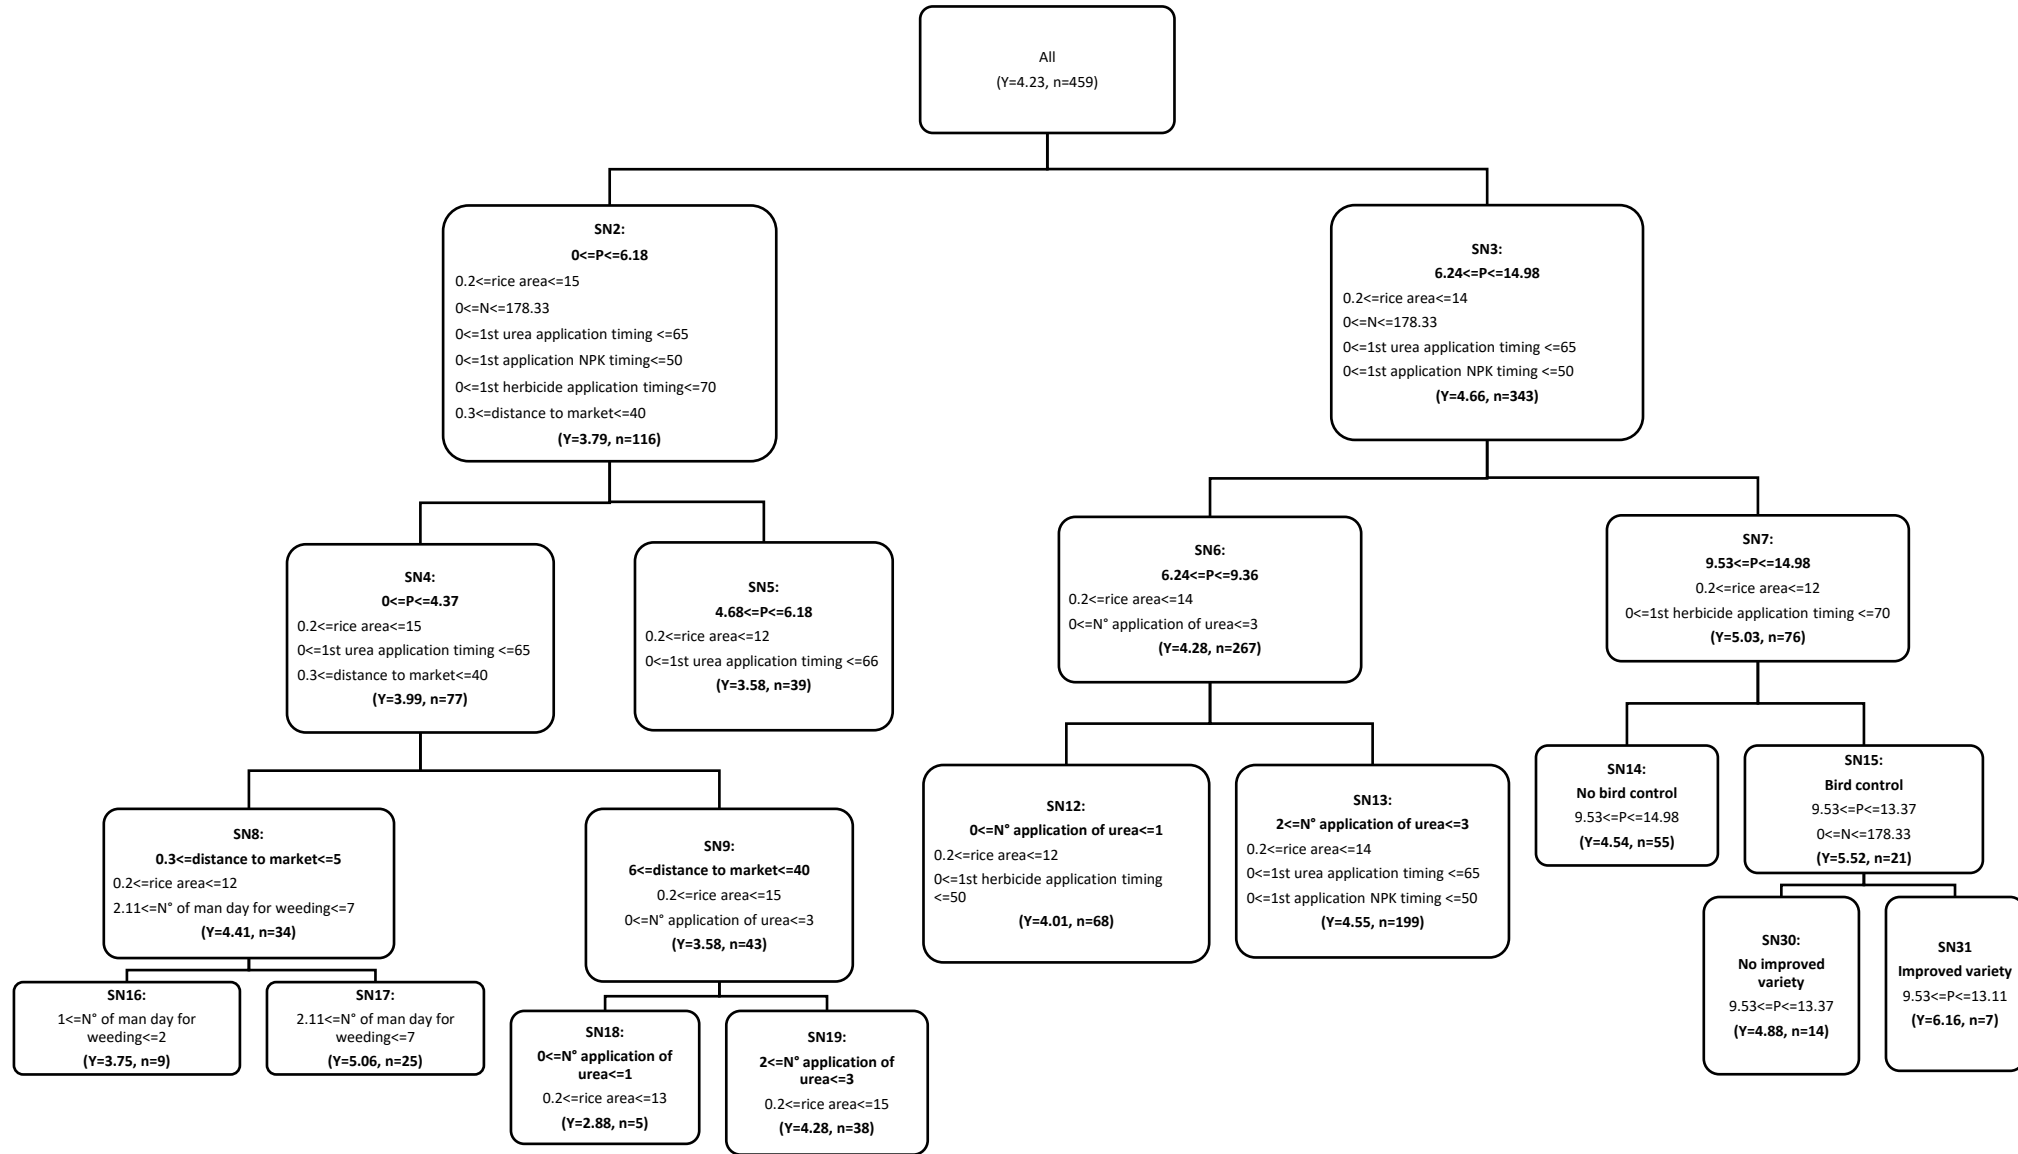 All
(Y=4.23, n=459)
SN2:
0<=P<=6.18
0.2<=rice area<=15
0<=N<=178.33
0<=1st urea application timing <=65
0<=1st application NPK timing<=50
0<=1st herbicide application timing<=70
0.3<=distance to market<=40
(Y=3.79, n=116)
SN3:
6.24<=P<=14.98
0.2<=rice area<=14
0<=N<=178.33
0<=1st urea application timing <=65
0<=1st application NPK timing <=50
(Y=4.66, n=343)
SN4:
0<=P<=4.37
0.2<=rice area<=15
0<=1st urea application timing <=65
0.3<=distance to market<=40
(Y=3.99, n=77)
SN5:
4.68<=P<=6.18
0.2<=rice area<=12
0<=1st urea application timing <=66
(Y=3.58, n=39)
SN6:
6.24<=P<=9.36
0.2<=rice area<=14
0<=N° application of urea<=3
(Y=4.28, n=267)
SN7:
9.53<=P<=14.98
0.2<=rice area<=12
0<=1st herbicide application timing <=70
(Y=5.03, n=76)
SN8:
0.3<=distance to market<=5
0.2<=rice area<=12
2.11<=N° of man day for weeding<=7
(Y=4.41, n=34)
SN9:
6<=distance to market<=40
0.2<=rice area<=15
0<=N° application of urea<=3
(Y=3.58, n=43)
SN12:
0<=N° application of urea<=1
0.2<=rice area<=12
0<=1st herbicide application timing
<=50
(Y=4.01, n=68)
SN13:
2<=N° application of urea<=3
0.2<=rice area<=14
0<=1st urea application timing <=65
0<=1st application NPK timing <=50
(Y=4.55, n=199)
SN14:
No bird control
9.53<=P<=14.98
(Y=4.54, n=55)
SN15:
Bird control
9.53<=P<=13.37
0<=N<=178.33
(Y=5.52, n=21)
SN16:
1<=N° of man day for
weeding<=2
(Y=3.75, n=9)
SN17:
2.11<=N° of man day for
weeding<=7
(Y=5.06, n=25)
SN18:
0<=N° application of
urea<=1
0.2<=rice area<=13
(Y=2.88, n=5)
SN19:
2<=N° application of
urea<=3
0.2<=rice area<=15
(Y=4.28, n=38)
SN30:
No improved
variety
9.53<=P<=13.37
(Y=4.88, n=14)
SN31
Improved variety
9.53<=P<=13.11
(Y=6.16, n=7)